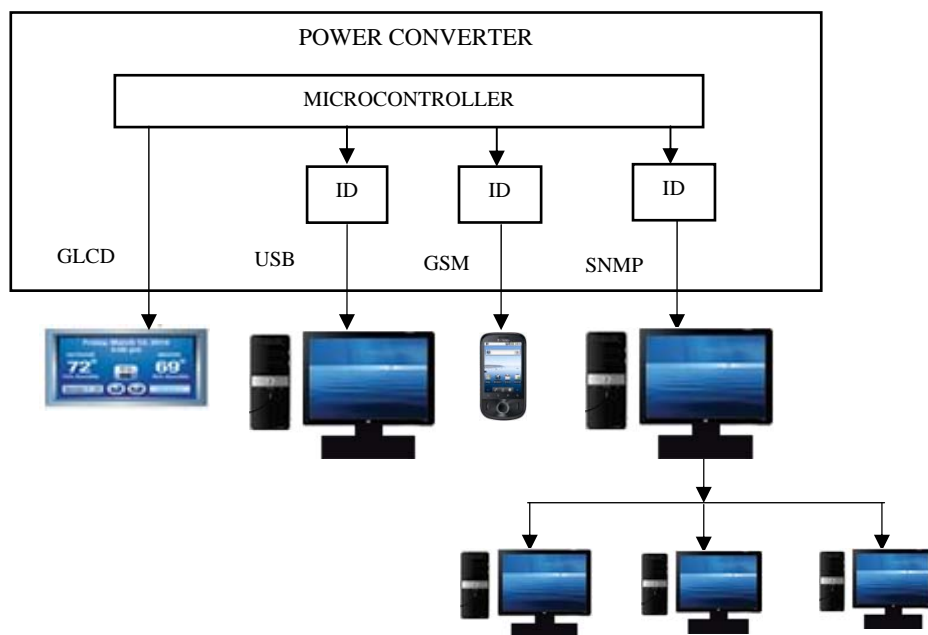 POWER CONVERTER
MICROCONTROLLER
ID
ID
ID
GLCD
USB
GSM
SNMP
72°
69°